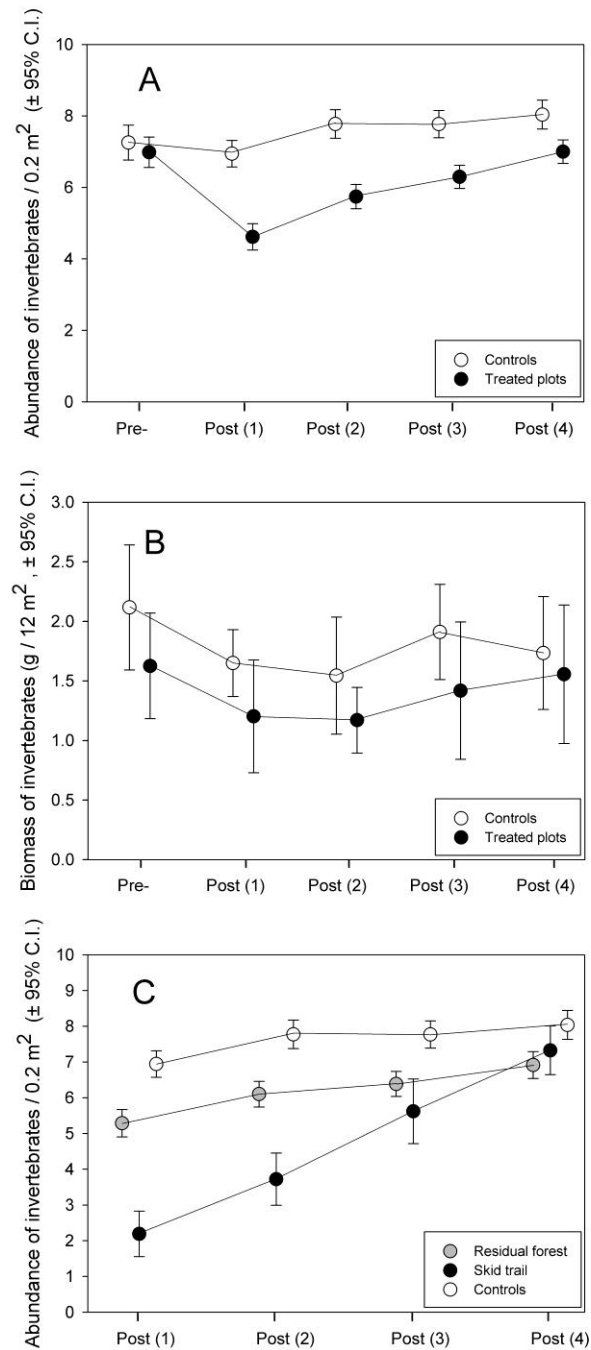 Abundance of invertebrates / 0.2 m² (± 95% C.I.)
10
8
6
4
2
0
A
Controls
Treated plots
Pre- Post (1) Post (2) Post (3) Post (4)
Biomass of invertebrates (g / 12 m² , ± 95% C.I.)
3.0
2.5
2.0
1.5
1.0
0.5
0.0
B
Controls
Treated plots
Pre- Post (1) Post (2) Post (3) Post (4)
Abundance of invertebrates / 0.2 m² (± 95% C.I.)
10
9
8
7
6
5
4
3
2
1
0
C
Residual forest
Skid trail
Controls
Post (1) Post (2) Post (3) Post (4)